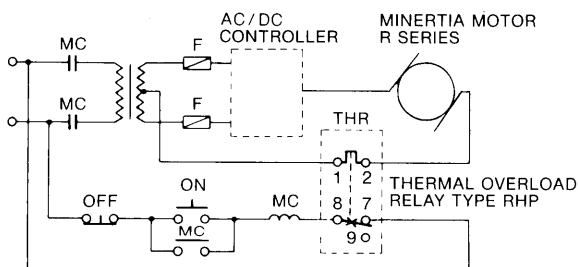 AC/DC
CONTROLLER
MINERTIA MOTOR
R SERIES
MC
F
MC
F
THR
1 2
THERMAL OVERLOAD
RELAY TYPE RHP
OFF
ON
MC
MC
8 7
9